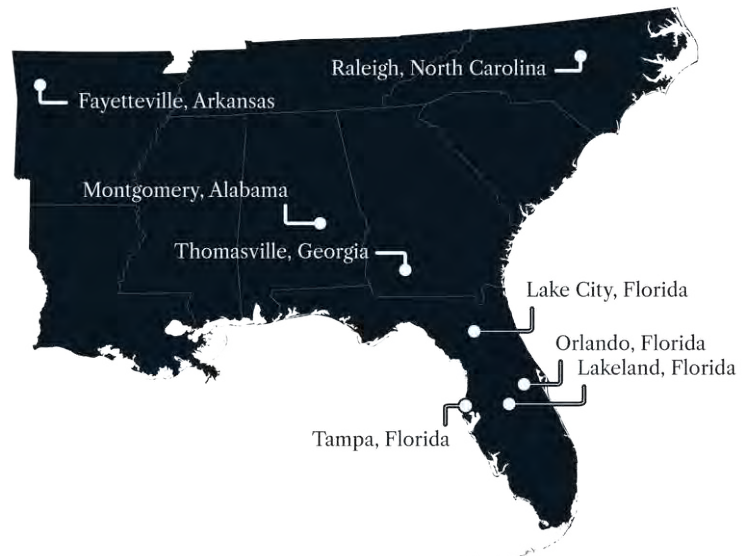 Raleigh, North Carolina
Fayetteville, Arkansas
Montgomery, Alabama
Thomasville, Georgia
Lake City, Florida
Orlando, Florida
Lakeland, Florida
Tampa, Florida